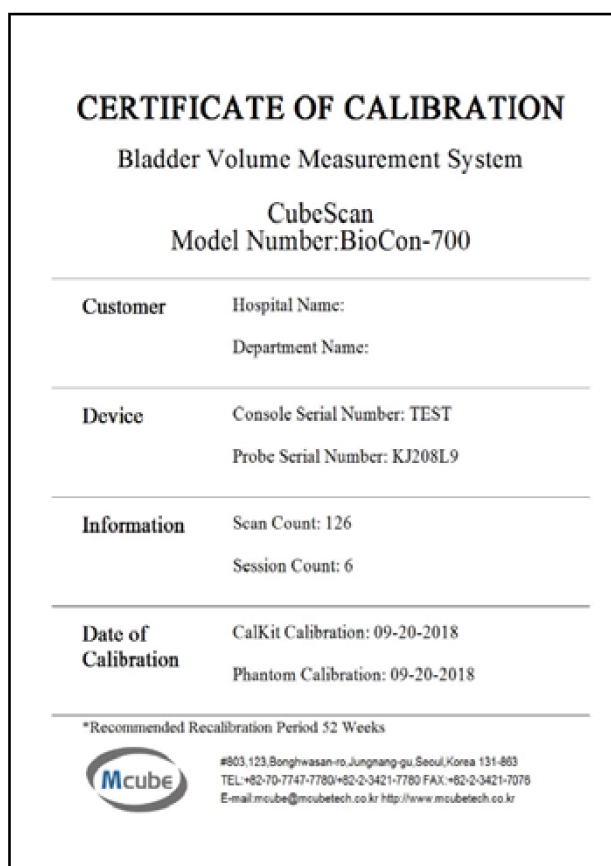 CERTIFICATE OF CALIBRATION
Bladder Volume Measurement System
CubeScan
Model Number:BioCon-700
Customer
Hospital Name:
Department Name:
Device
Console Serial Number: TEST
Probe Serial Number: KJ208L9
Information
Scan Count: 126
Session Count: 6
Date of
Calibration
CalKit Calibration: 09-20-2018
Phantom Calibration: 09-20-2018
*Recommended Recalibration Period 52 Weeks
Mcube
#803,123,Bonghwasan-ro,Jungnang-gu,Seoul,Korea 131-863
TEL:+82-70-7747-7780/+82-2-3421-7780 FAX:+82-2-3421-7076
E-mail:mcube@mcubetech.co.kr http://www.mcubetech.co.kr